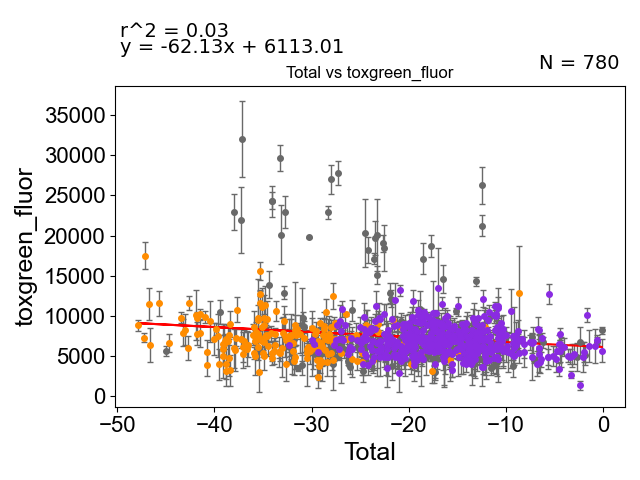 r^2 = 0.03
y = -62.13x + 6113.01
N = 780
Total vs toxgreen_fluor
35000
30000
25000
20000
15000
10000
5000
0
toxgreen_fluor
−50 −40 −30 −20 −10 0
Total